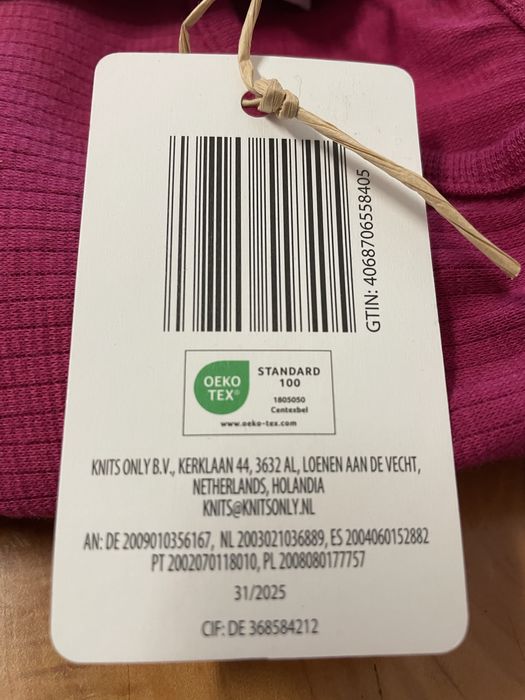 GTIN: 4068706558405
OEKO
TEX®
STANDARD
100
1805050
Centexbel
www.oeko-tex.com
KNITS ONLY B.V., KERKLAAN 44, 3632 AL, LOENEN AAN DE VECHT,
NETHERLANDS, HOLANDIA
KNITS@KNITSONLY.NL
AN: DE 2009010356167, NL 2003021036889, ES 2004060152882
PT 2002070118010, PL 2008080177757
31/2025
CIF: DE 368584212